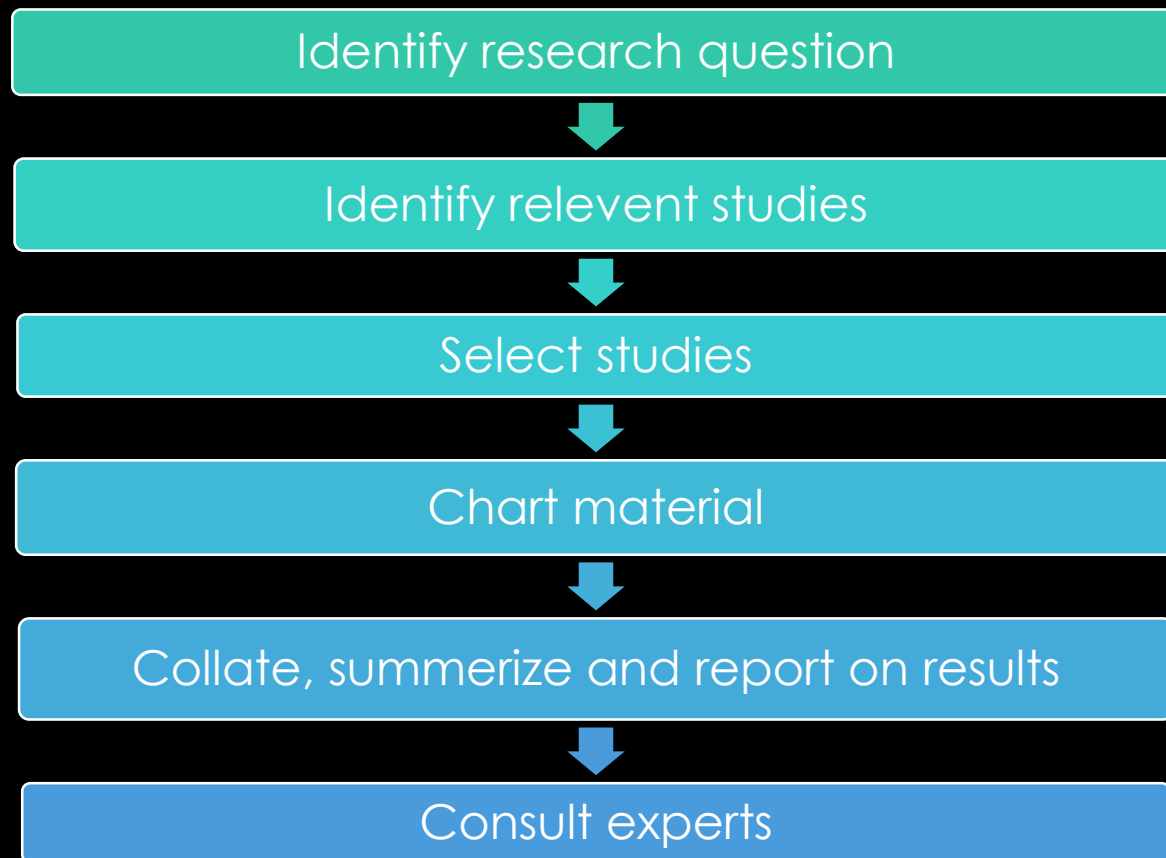 Identify research question
Identify relevent studies
Select studies
Chart material
Collate, summerize and report on results
Consult experts